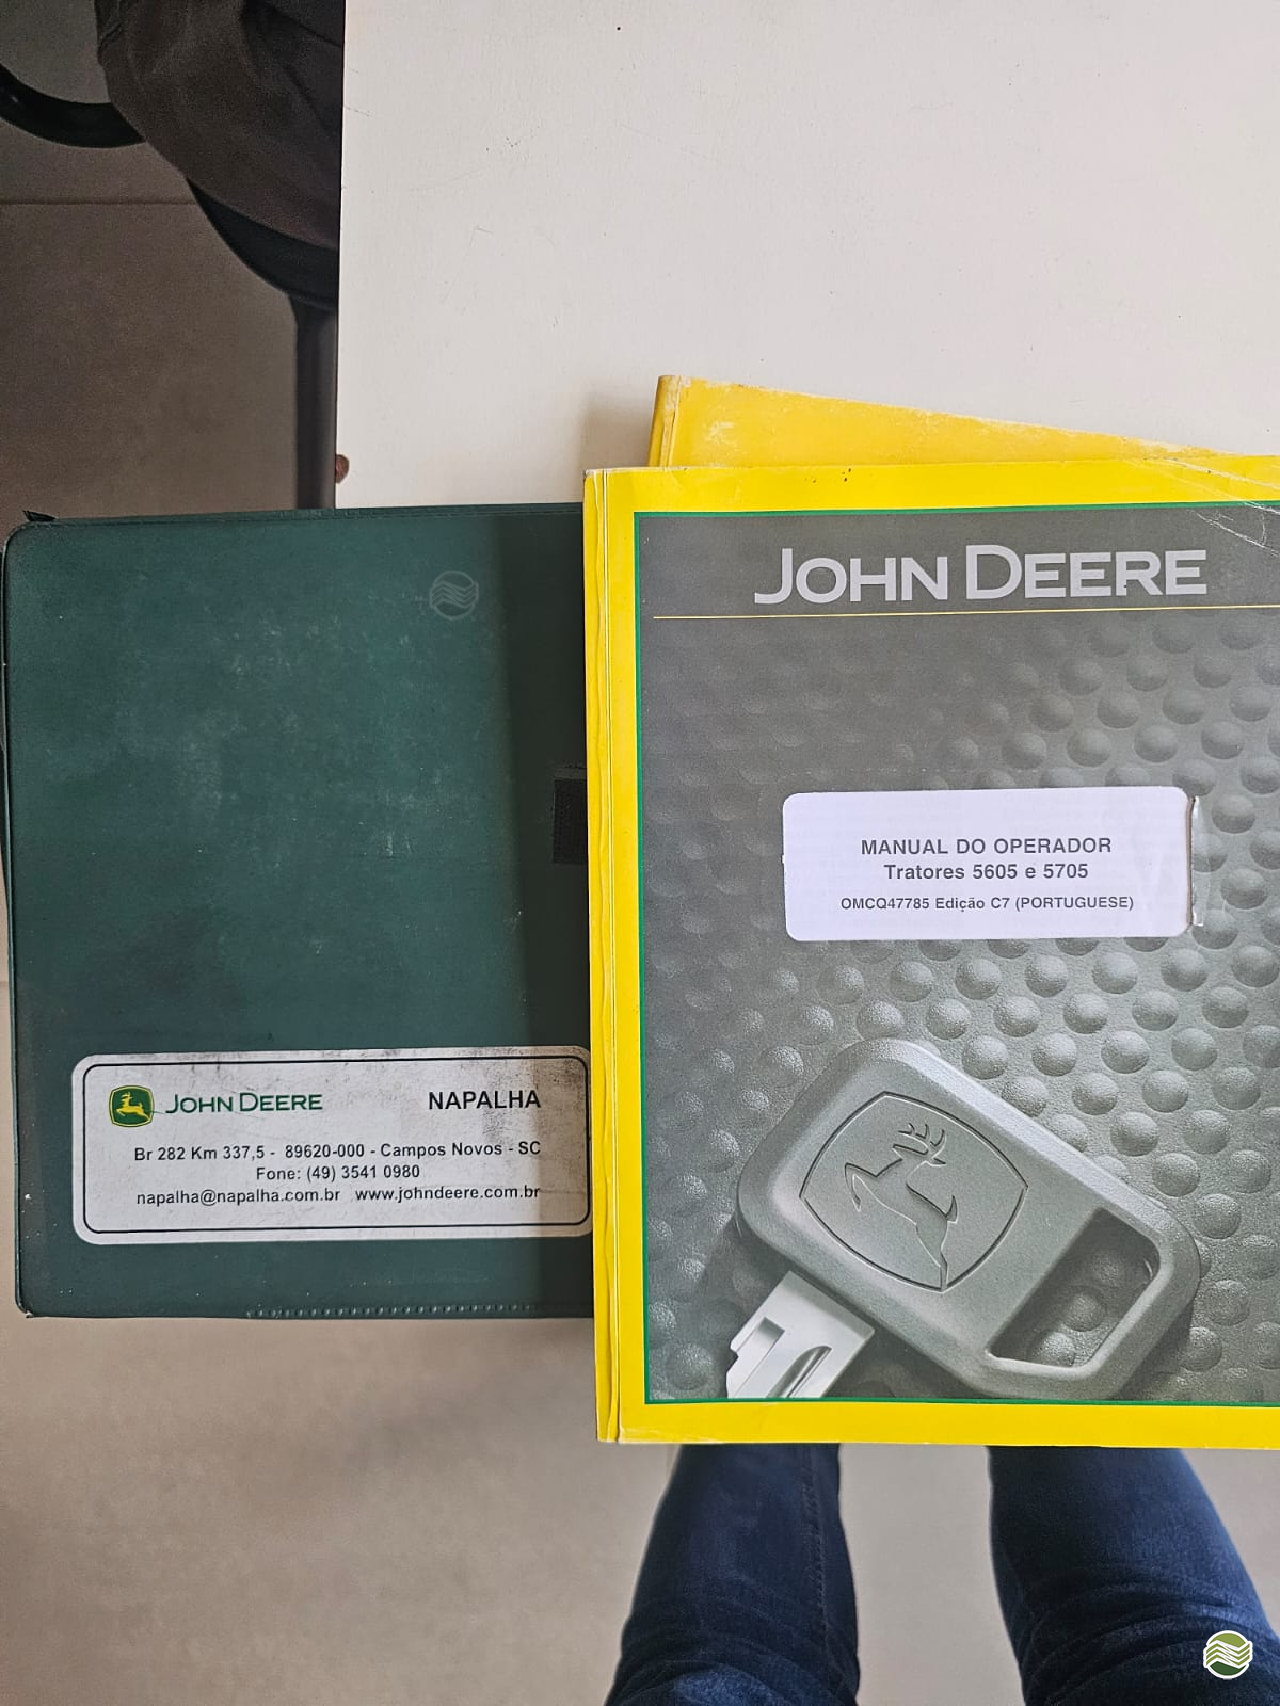 JOHN DEERE
MANUAL DO OPERADOR
Tratores 5605 e 5705
OMCQ47785 Edição C7 (PORTUGUESE)
JOHN DEERE NAPALHA
Br 282 Km 337,5 - 89620-000 - Campos Novos - SC
Fone: (49) 3541 0980
napalha@napalha.com.br www.johndeere.com.br